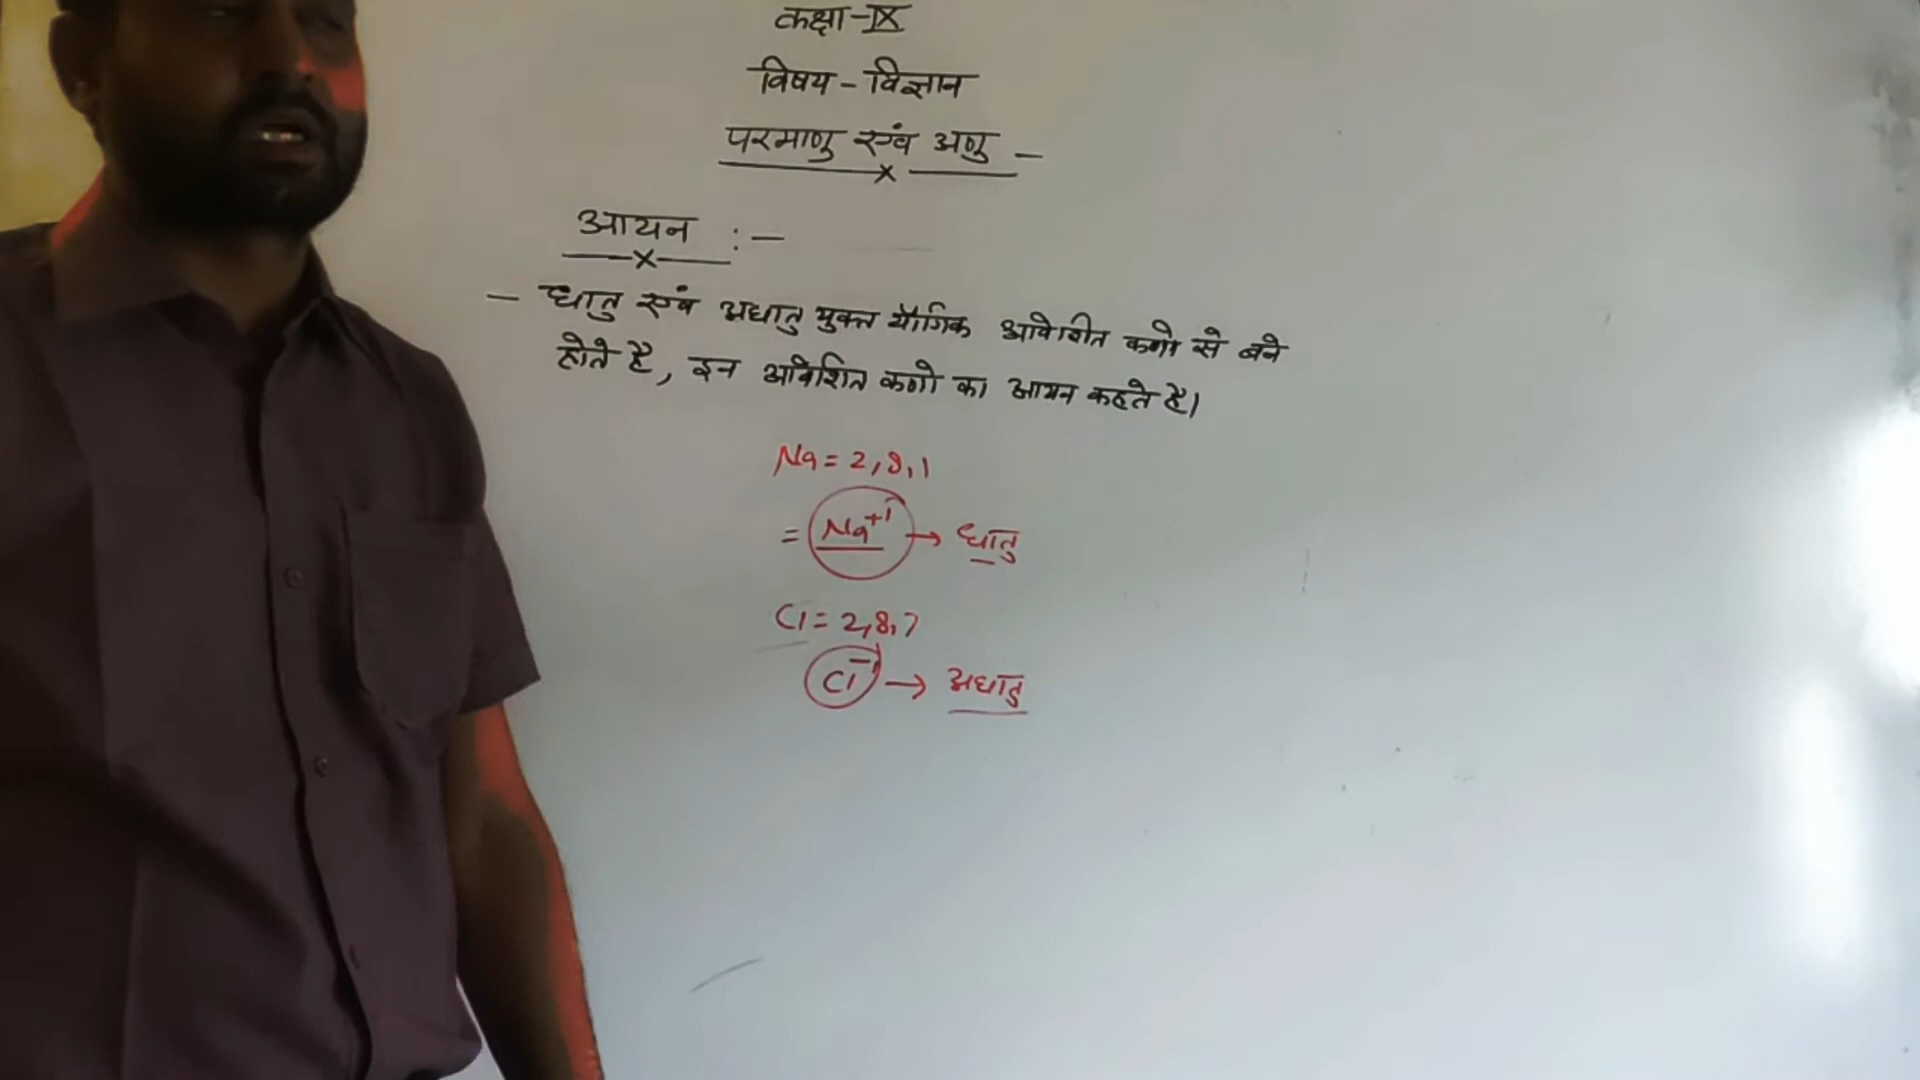 कक्षा-IX
विषय - विज्ञान
परमाणु एवं अणु -
आयन :-
- धातु एवं अधातु युक्त यौगिक आवेशित कणो से बने
होते है, इन आवेशित कणो का आयन कहते है।
Na = 2,8,1
= Na⁺¹ → धातु
Cl = 2,8,7
Cl⁻¹ → अधातु